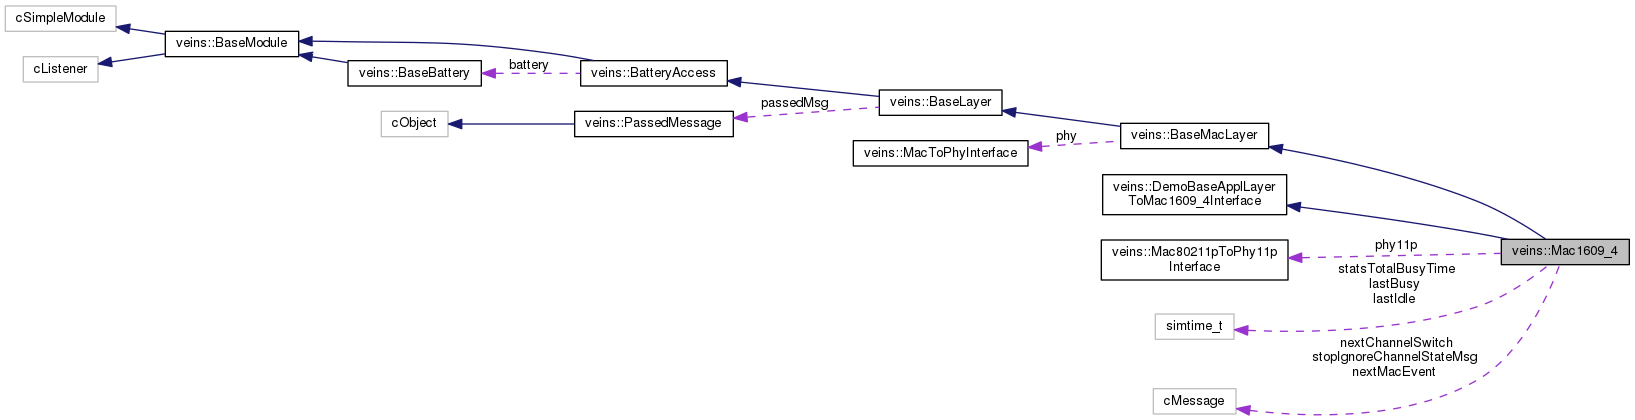 cSimpleModule
veins::BaseModule
cListener
battery
veins::BaseBattery
veins::BatteryAccess
passedMsg
veins::BaseLayer
cObject
veins::PassedMessage
phy
veins::BaseMacLayer
veins::MacToPhyInterface
veins::DemoBaseApplLayer
ToMac1609_4Interface
phy11p
veins::Mac1609_4
veins::Mac80211pToPhy11p
Interface
statsTotalBusyTime
lastBusy
lastIdle
simtime_t
nextChannelSwitch
stopIgnoreChannelStateMsg
nextMacEvent
cMessage